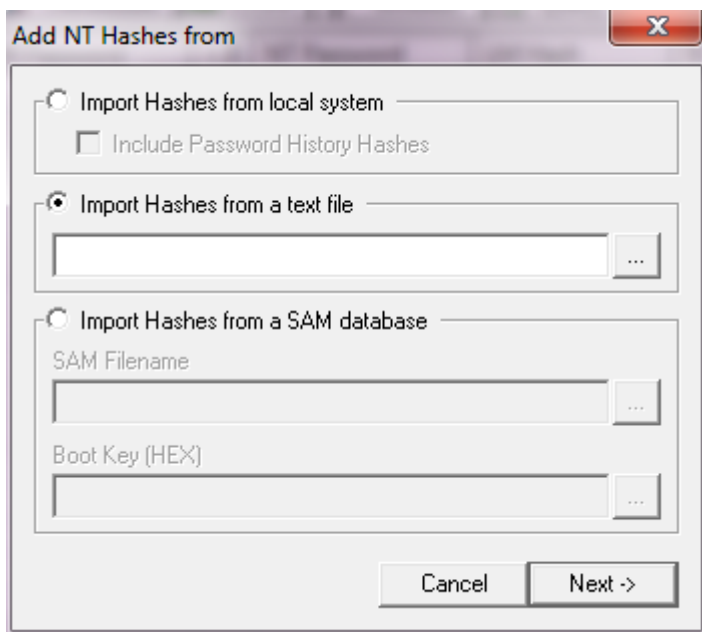 Add NT Hashes from
Import Hashes from local system
Include Password History Hashes
Import Hashes from a text file
...
Import Hashes from a SAM database
SAM Filename
...
Boot Key (HEX)
...
Cancel
Next ->